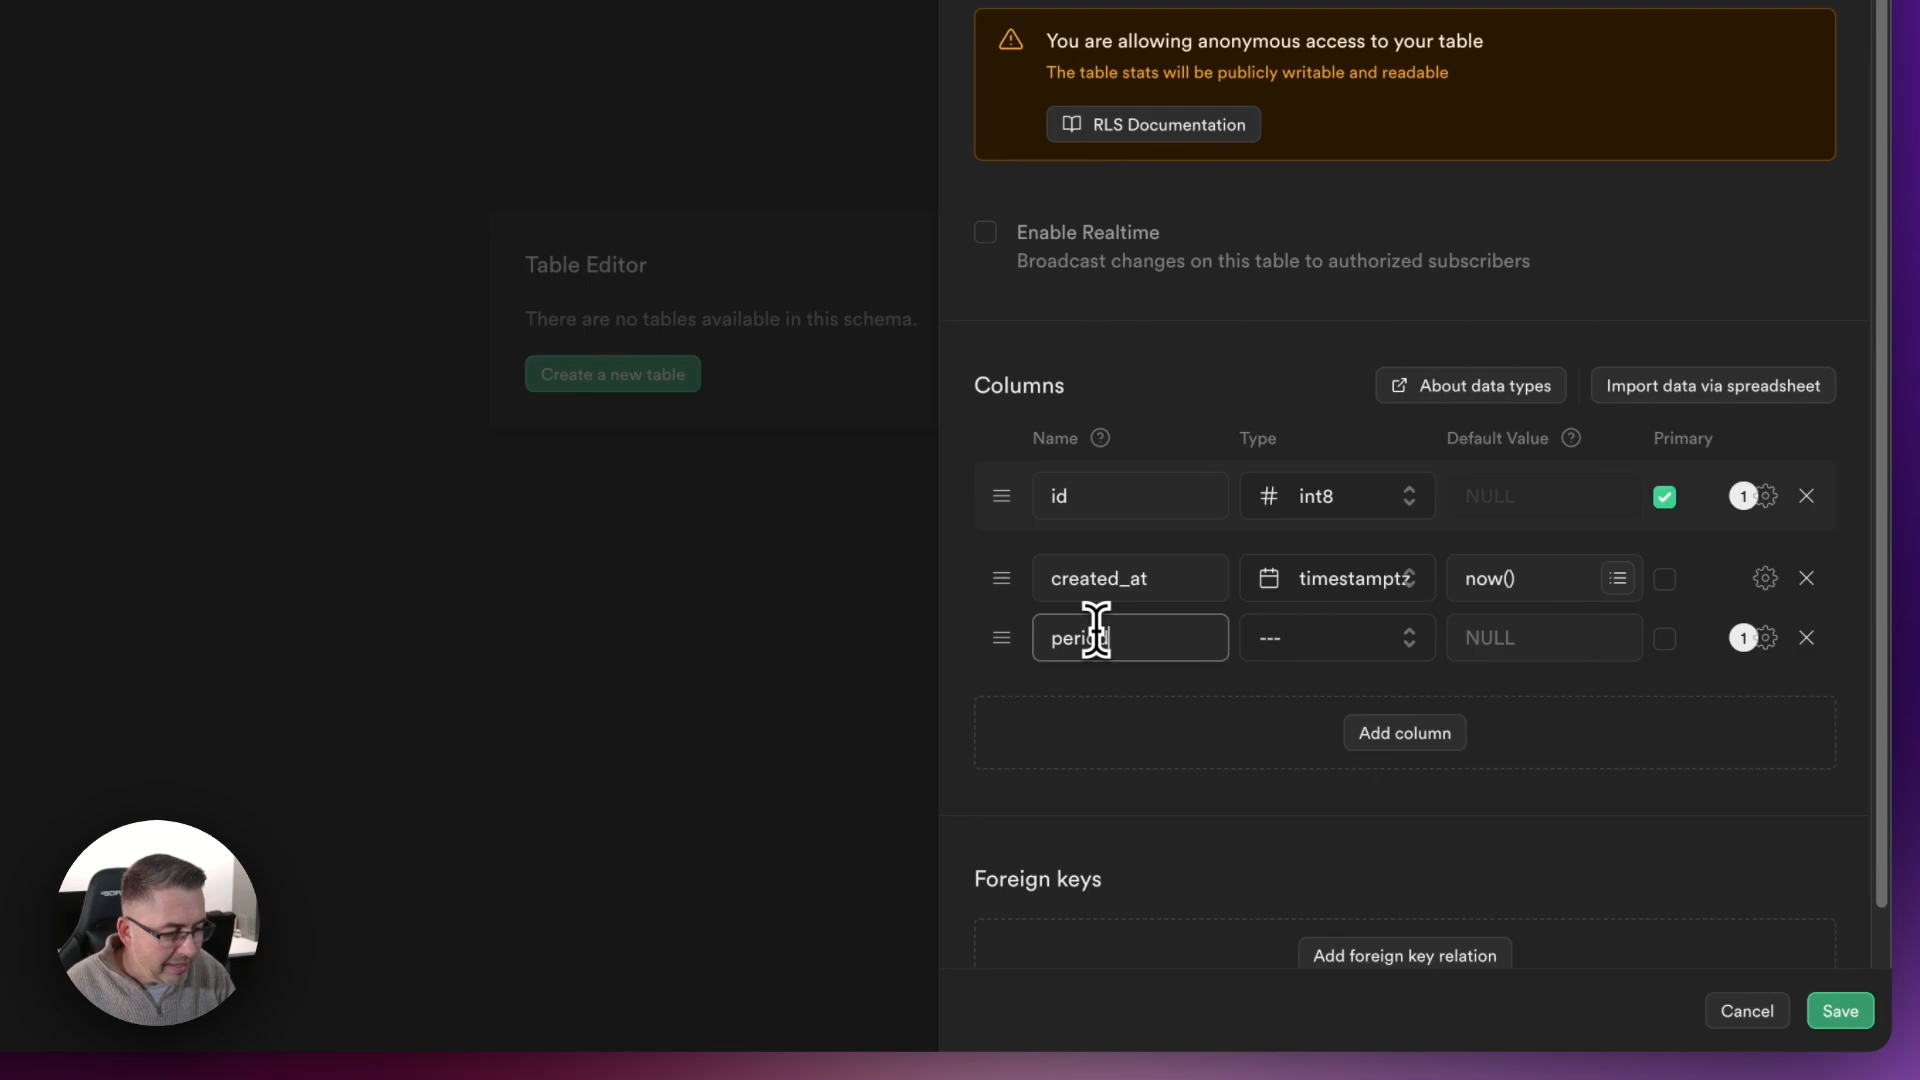 You are allowing anonymous access to your table
The table stats will be publicly writable and readable
RLS Documentation
Enable Realtime
Broadcast changes on this table to authorized subscribers
Table Editor
There are no tables available in this schema.
Create a new table
Columns
About data types
Import data via spreadsheet
Name Type Default Value Primary
id int8 NULL 1
created_at timestamptz now()
period --- NULL 1
Add column
Foreign keys
Add foreign key relation
Cancel Save